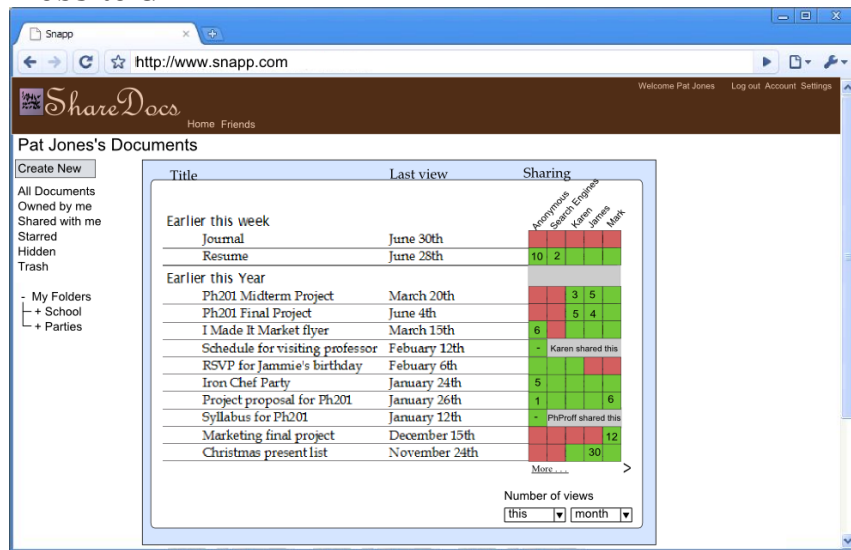 Snapp
http://www.snapp.com
Welcome Pat Jones Log out Account Settings
ShareDocs
Home Friends
Pat Jones's Documents
Create New
All Documents
Owned by me
Shared with me
Starred
Hidden
Trash
- My Folders
+ School
+ Parties
Title Last view Sharing
Anonymous Search Engines Karen James Mark
Earlier this week
Journal June 30th
Resume June 28th 10 2
Earlier this Year
Ph201 Midterm Project March 20th 3 5
Ph201 Final Project June 4th 5 4
I Made It Market flyer March 15th 6
Schedule for visiting professor Febuary 12th - Karen shared this
RSVP for Jammie's birthday Febuary 6th
Iron Chef Party January 24th 5
Project proposal for Ph201 January 26th 1 6
Syllabus for Ph201 January 12th - PhProff shared this
Marketing final project December 15th 12
Christmas present list November 24th 30
More . . . >
Number of views
this month